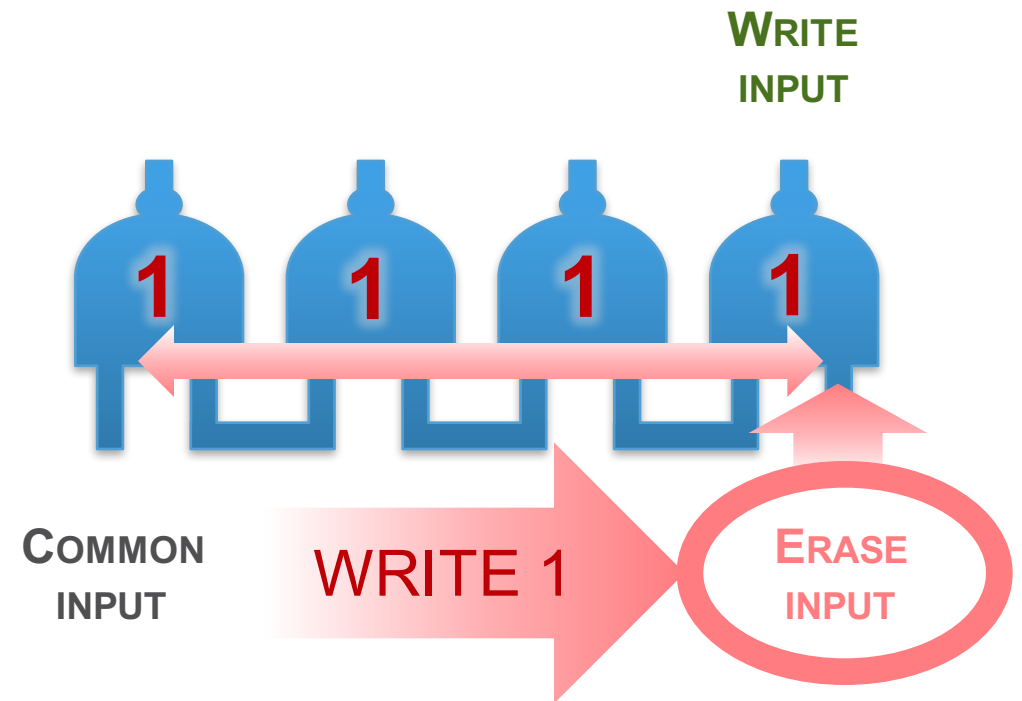 WRITE
INPUT
1 1 1 1
COMMON
INPUT
WRITE 1
ERASE
INPUT